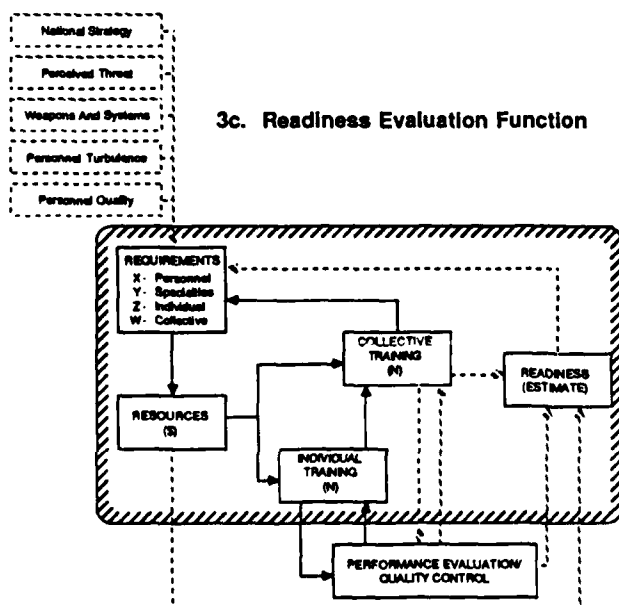 National Strategy
Perceived Threat
Weapons And Systems
Personnel Turbulence
Personnel Quality
3c. Readiness Evaluation Function
REQUIREMENTS
X - Personnel
Y - Specialties
Z - Individual
W - Collective
COLLECTIVE
TRAINING
(N)
READINESS
(ESTIMATE)
RESOURCES
($)
INDIVIDUAL
TRAINING
(N)
PERFORMANCE EVALUATION/
QUALITY CONTROL